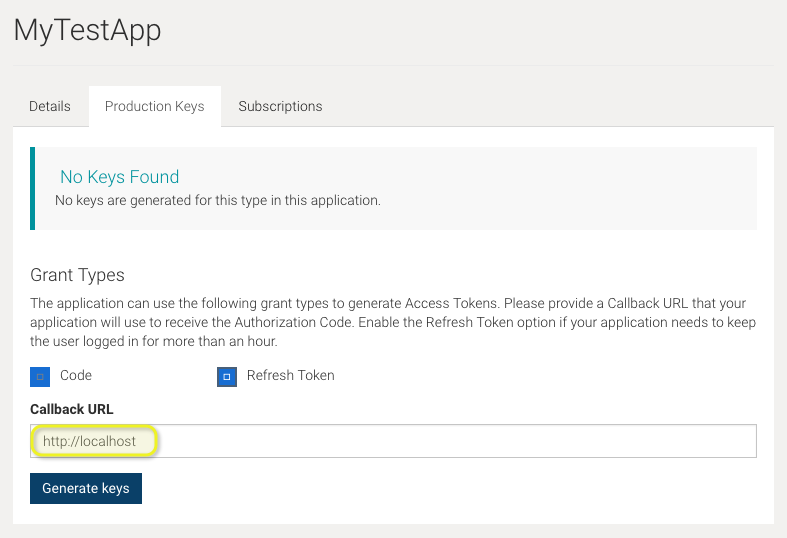 MyTestApp
Details
Production Keys
Subscriptions
No Keys Found
No keys are generated for this type in this application.
Grant Types
The application can use the following grant types to generate Access Tokens. Please provide a Callback URL that your
application will use to receive the Authorization Code. Enable the Refresh Token option if your application needs to keep
the user logged in for more than an hour.
Code
Refresh Token
Callback URL
http://localhost
Generate keys